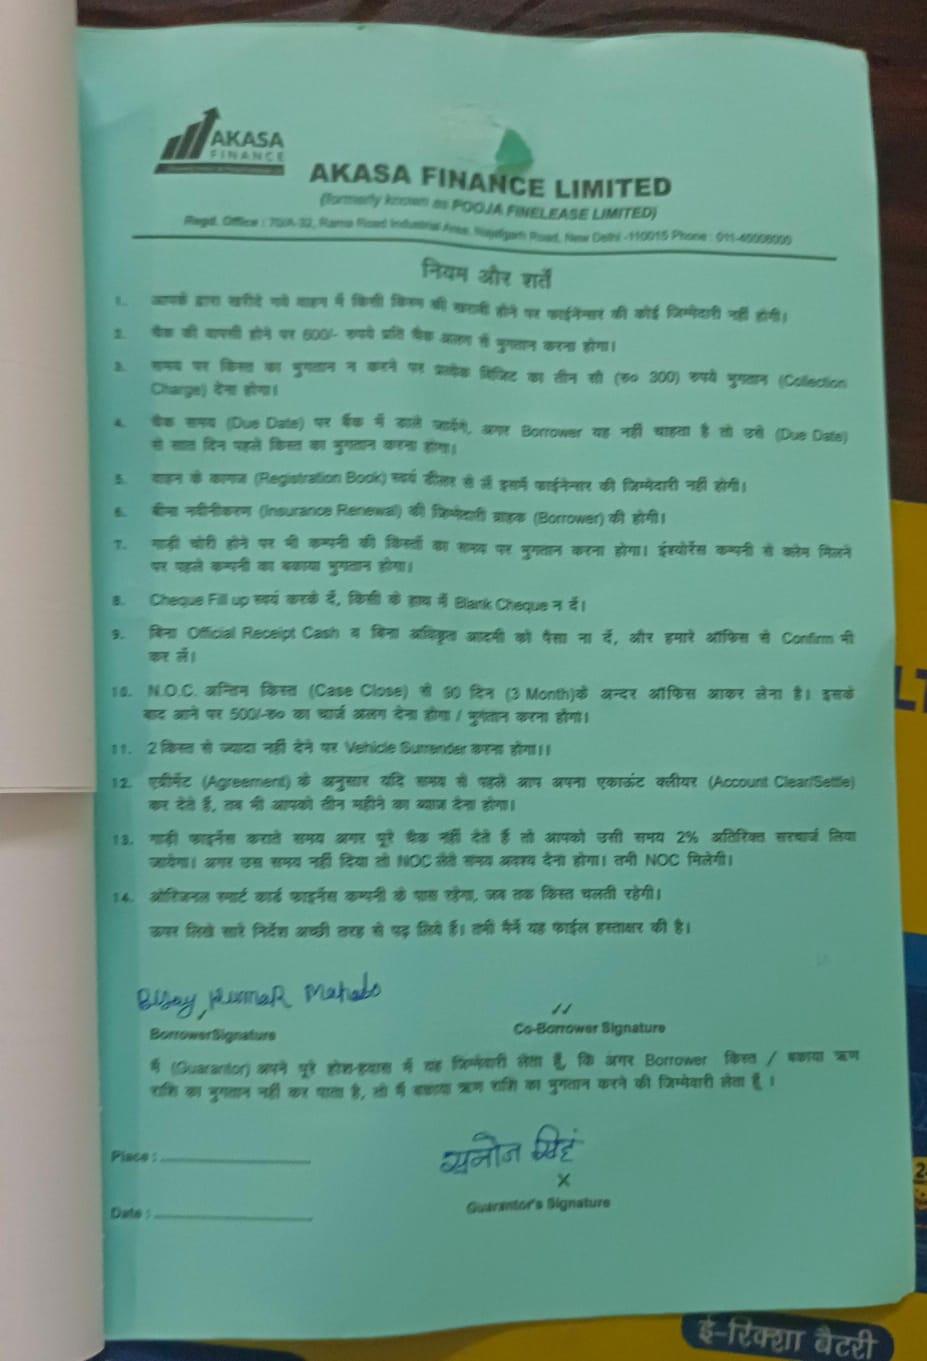 AKASA
FINANCE
AKASA FINANCE LIMITED
(formerly known as POOJA FINELEASE LIMITED)
Regd. Office : 70/A-32, Rama Road Industrial Area, Najafgarh Road, New Delhi -110015 Phone : 011-45006000
नियम और शर्ते
1. आपके द्वारा खरीदे गये वाहन में किसी किस्म की खराबी होने पर फाईनेन्सर की कोई जिम्मेदारी नहीं होगी।
2. चैक की वापसी होने पर 600/- रुपये प्रति चैक अलग से भुगतान करना होगा।
3. समय पर किस्त का भुगतान न करने पर प्रत्येक विजिट का तीन सौ (रु० 300) रुपये भुगतान (Collection
Charge) देना होगा।
4. चैक समय (Due Date) पर बैंक में डाले जायेंगे, अगर Borrower यह नहीं चाहता है तो उसे (Due Date)
से सात दिन पहले किस्त का भुगतान करना होगा।
5. वाहन के कागज (Registration Book) स्वयं डीलर से लें इसमें फाईनेन्सर की जिम्मेदारी नहीं होगी।
6. बीमा नवीनीकरण (Insurance Renewal) की जिम्मेदारी ग्राहक (Borrower) की होगी।
7. गाड़ी चोरी होने पर भी कम्पनी की किस्तों का समय पर भुगतान करना होगा। इंश्योरेंस कम्पनी से क्लेम मिलने
पर पहले कम्पनी का बकाया भुगतान होगा।
8. Cheque Fill up स्वयं करके दें, किसी के हाथ में Blank Cheque न दें।
9. बिना Official Receipt Cash व बिना अधिकृत आदमी को पैसा ना दें, और हमारे ऑफिस से Confirm भी
कर लें।
10. N.O.C. अन्तिम किस्त (Case Close) से 90 दिन (3 Month)के अन्दर ऑफिस आकर लेना है। इसके
बाद आने पर 500/-रु० का चार्ज अलग देना होगा / भुगतान करना होगा।
11. 2 किस्त से ज्यादा नहीं देने पर Vehicle Surrender करना होगा।।
12. एग्रीमेंट (Agreement) के अनुसार यदि समय से पहले आप अपना एकाऊंट क्लीयर (Account Clear/Settle)
कर देते हैं, तब भी आपको तीन महीने का ब्याज देना होगा।
13. गाड़ी फाइनेंस कराते समय अगर पूरे चैक नहीं देते हैं तो आपको उसी समय 2% अतिरिक्त सरचार्ज लिया
जायेगा। अगर उस समय नहीं दिया तो NOC लेते समय अवश्य देना होगा। तभी NOC मिलेगी।
14. ओरिजनल स्मार्ट कार्ड फाइनेंस कम्पनी के पास रहेगा, जब तक किस्त चलती रहेगी।
ऊपर लिखे सारे निर्देश अच्छी तरह से पढ़ लिये हैं। तभी मैनें यह फाईल हस्ताक्षर की है।
Bijay Kumar Mahato
BorrowerSignature
Co-Borrower Signature
मैं (Guarantor) अपने पूरे होश-हवास में यह जिम्मेवारी लेता हूँ, कि अगर Borrower किस्त / बकाया ऋण
राशि का भुगतान नहीं कर पाता है, तो मैं बकाया ऋण राशि का भुगतान करने की जिम्मेवारी लेता हूँ ।
Place :
मनोज सिंह
X
Guarantor's Signature
Date :
ई-रिक्शा बैटरी